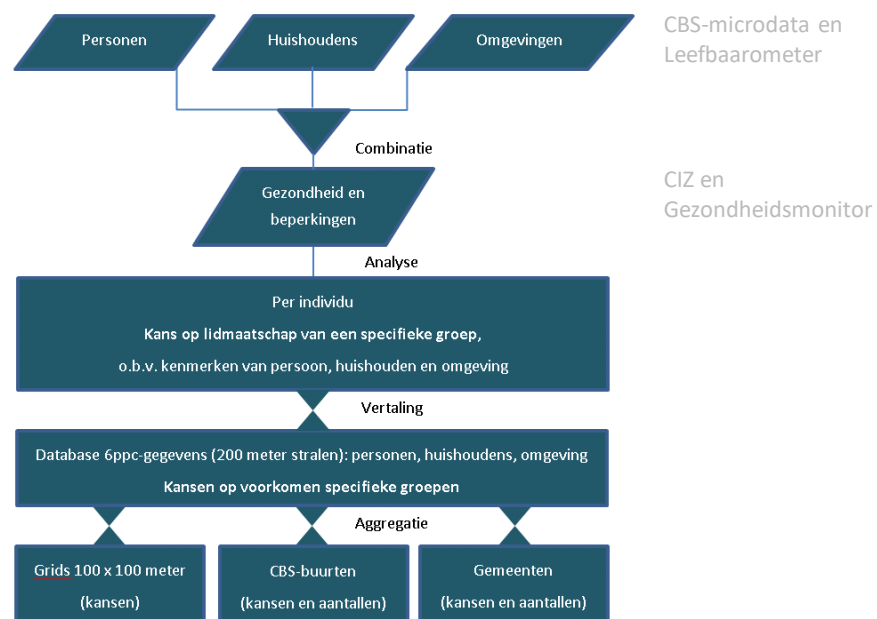 Personen
Huishoudens
Omgevingen
CBS-microdata en
Leefbaarometer
Combinatie
Gezondheid en
beperkingen
CIZ en
Gezondheidsmonitor
Analyse
Per individu
Kans op lidmaatschap van een specifieke groep,
o.b.v. kenmerken van persoon, huishouden en omgeving
Vertaling
Database 6ppc-gegevens (200 meter stralen): personen, huishoudens, omgeving
Kansen op voorkomen specifieke groepen
Aggregatie
Grids 100 x 100 meter
(kansen)
CBS-buurten
(kansen en aantallen)
Gemeenten
(kansen en aantallen)